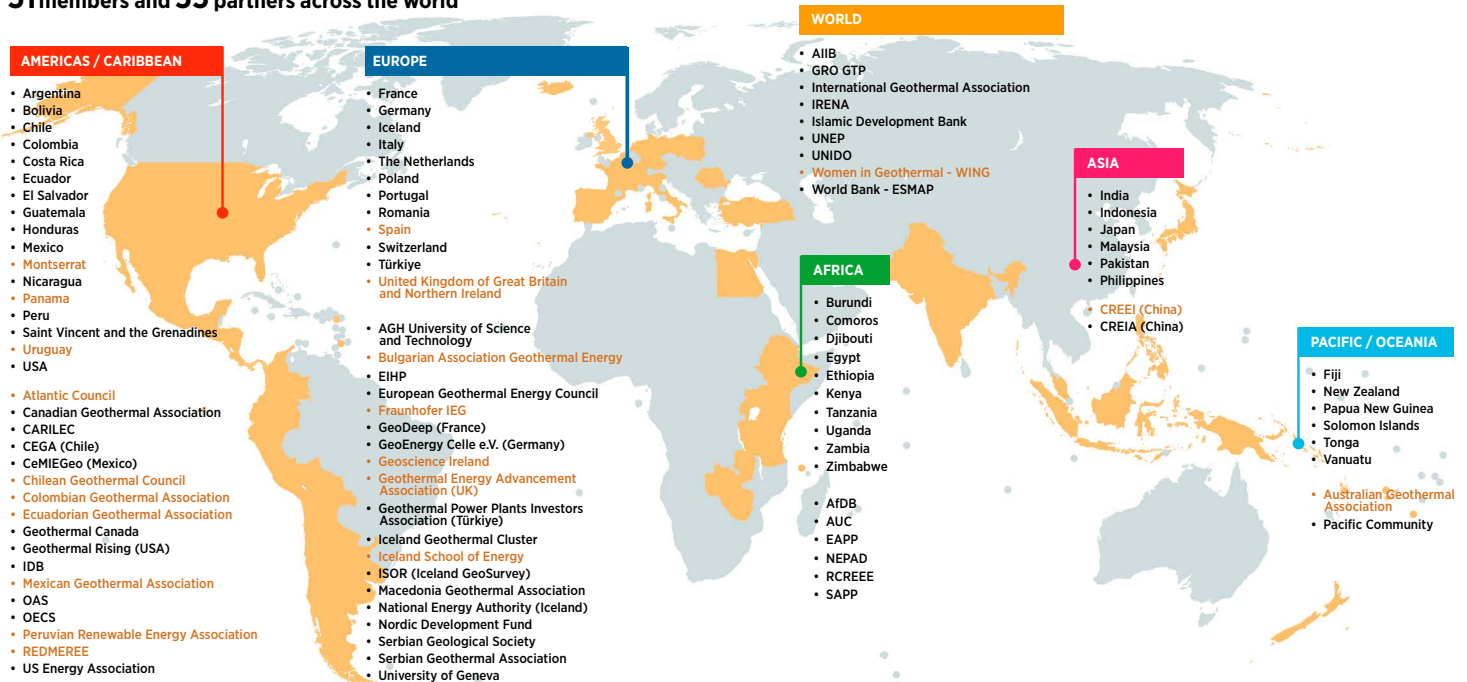 51 members and 55 partners across the world
AMERICAS / CARIBBEAN
• Argentina
• Bolivia
• Chile
• Colombia
• Costa Rica
• Ecuador
• El Salvador
• Guatemala
• Honduras
• Mexico
• Montserrat
• Nicaragua
• Panama
• Peru
• Saint Vincent and the Grenadines
• Uruguay
• USA
• Atlantic Council
• Canadian Geothermal Association
• CARILEC
• CEGA (Chile)
• CeMIEGeo (Mexico)
• Chilean Geothermal Council
• Colombian Geothermal Association
• Ecuadorian Geothermal Association
• Geothermal Canada
• Geothermal Rising (USA)
• IDB
• Mexican Geothermal Association
• OAS
• OECS
• Peruvian Renewable Energy Association
• REDMEREE
• US Energy Association
EUROPE
• France
• Germany
• Iceland
• Italy
• The Netherlands
• Poland
• Portugal
• Romania
• Spain
• Switzerland
• Türkiye
• United Kingdom of Great Britain
and Northern Ireland
• AGH University of Science
and Technology
• Bulgarian Association Geothermal Energy
• EIHP
• European Geothermal Energy Council
• Fraunhofer IEG
• GeoDeep (France)
• GeoEnergy Celle e.V. (Germany)
• Geoscience Ireland
• Geothermal Energy Advancement
Association (UK)
• Geothermal Power Plants Investors
Association (Türkiye)
• Iceland Geothermal Cluster
• Iceland School of Energy
• ISOR (Iceland GeoSurvey)
• Macedonia Geothermal Association
• National Energy Authority (Iceland)
• Nordic Development Fund
• Serbian Geological Society
• Serbian Geothermal Association
• University of Geneva
WORLD
• AIIB
• GRO GTP
• International Geothermal Association
• IRENA
• Islamic Development Bank
• UNEP
• UNIDO
• Women in Geothermal - WING
• World Bank - ESMAP
AFRICA
• Burundi
• Comoros
• Djibouti
• Egypt
• Ethiopia
• Kenya
• Tanzania
• Uganda
• Zambia
• Zimbabwe
• AfDB
• AUC
• EAPP
• NEPAD
• RCREEE
• SAPP
ASIA
• India
• Indonesia
• Japan
• Malaysia
• Pakistan
• Philippines
• CREEI (China)
• CREIA (China)
PACIFIC / OCEANIA
• Fiji
• New Zealand
• Papua New Guinea
• Solomon Islands
• Tonga
• Vanuatu
• Australian Geothermal
Association
• Pacific Community